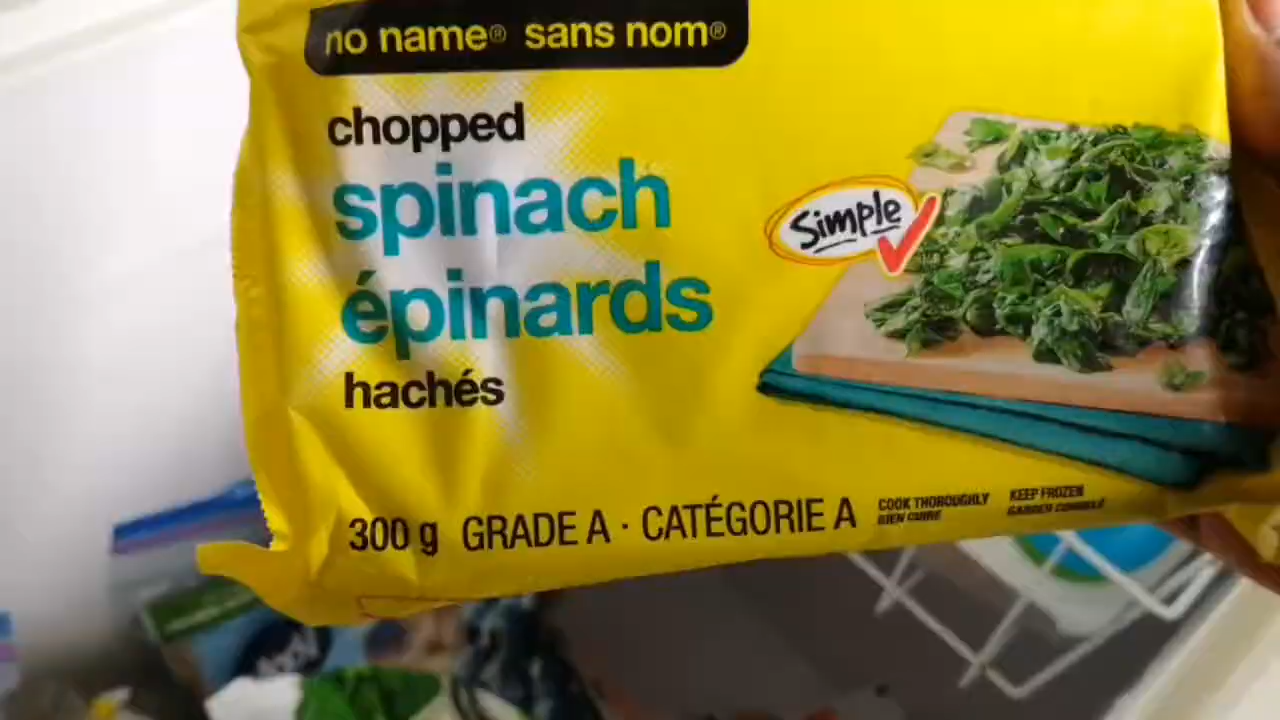 no name® sans nom®
chopped
spinach
épinards
hachés
Simple
300 g GRADE A · CATÉGORIE A
COOK THOROUGHLY
BIEN CUIRE
KEEP FROZEN
GARDER CONGELÉ